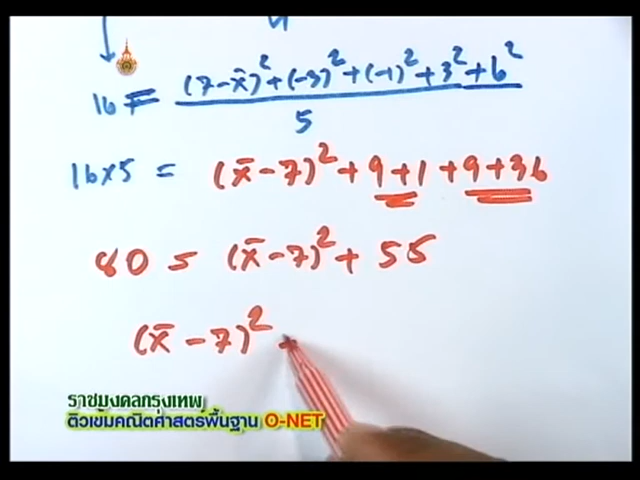 16 = (7-x̄)²+(-3)²+(-1)²+3²+6²
5
16×5 = (x̄-7)²+9+1+9+36
80 = (x̄-7)²+55
(x̄-7)²
ราชมงคลกรุงเทพ
ติวเข้มคณิตศาสตร์พื้นฐาน O-NET